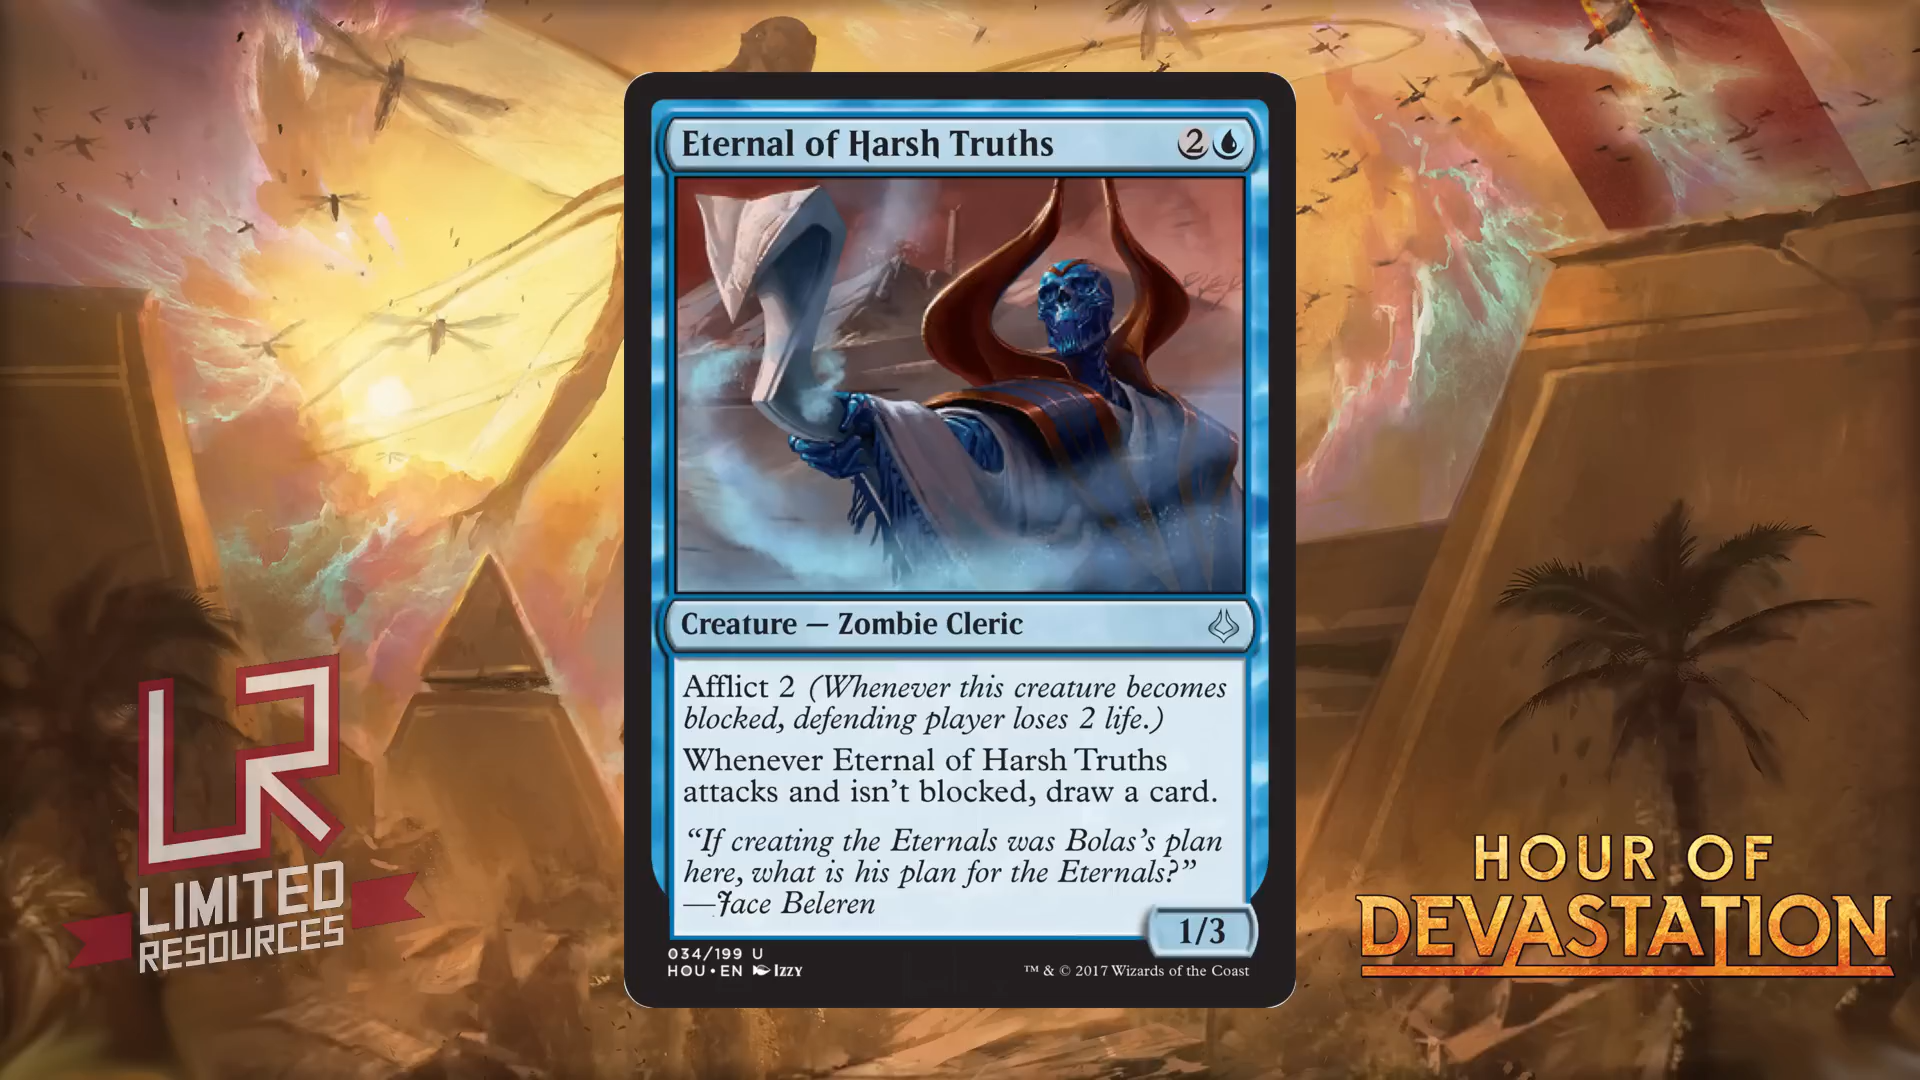 Eternal of Harsh Truths 2
Creature — Zombie Cleric
Afflict 2 (Whenever this creature becomes
blocked, defending player loses 2 life.)
Whenever Eternal of Harsh Truths
attacks and isn't blocked, draw a card.
“If creating the Eternals was Bolas's plan
here, what is his plan for the Eternals?”
—Jace Beleren
1/3
034/199 U
HOU • EN Izzy
™ & © 2017 Wizards of the Coast
LR
LIMITED
RESOURCES
HOUR OF
DEVASTATION